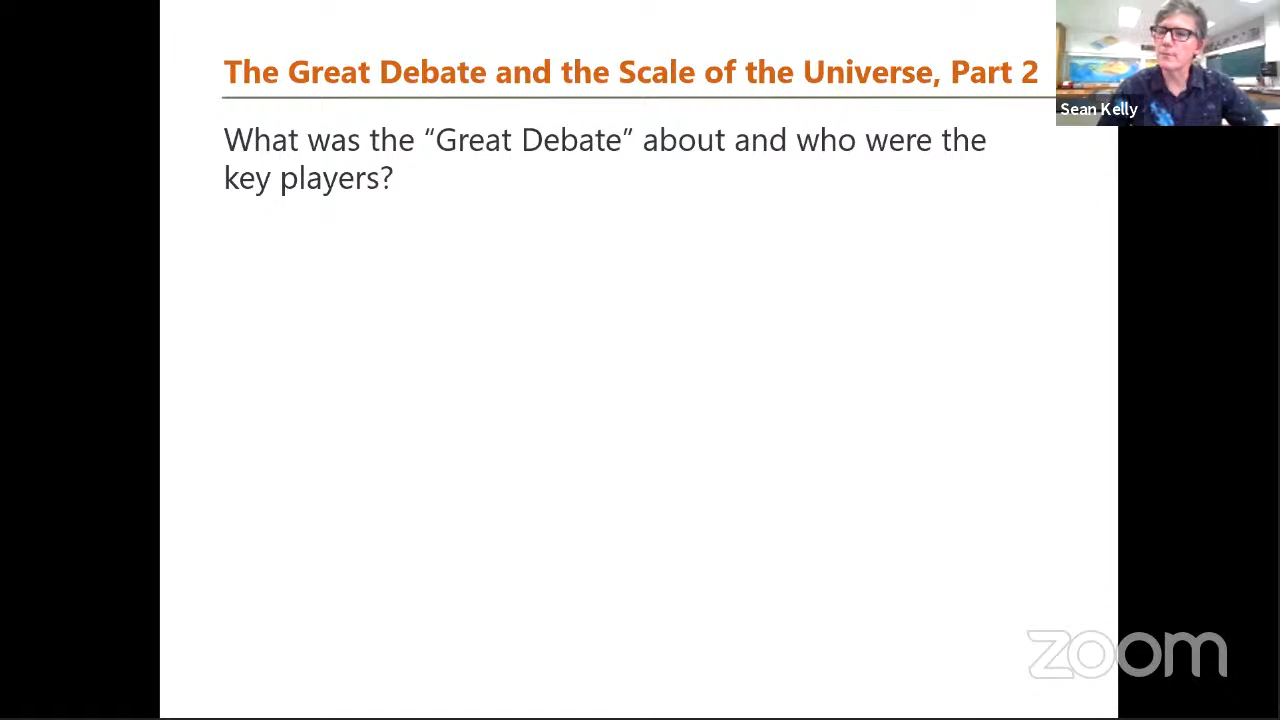 The Great Debate and the Scale of the Universe, Part 2
Sean Kelly
What was the “Great Debate” about and who were the
key players?
zoom